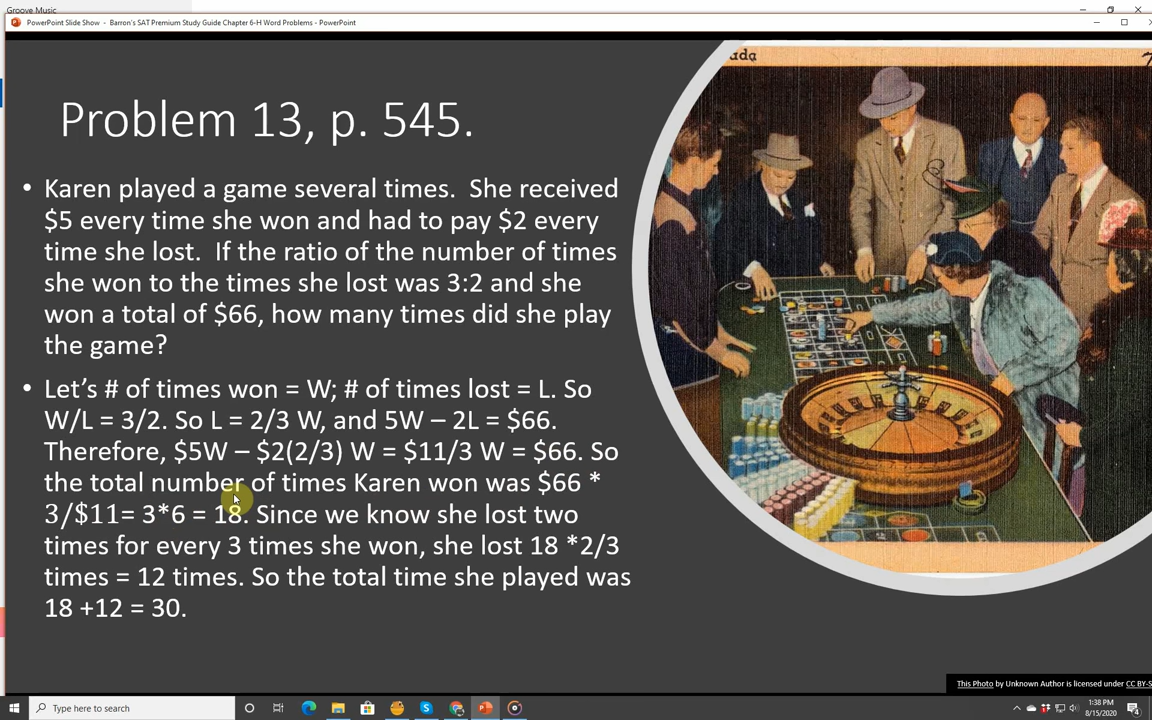 Groove Music
PowerPoint Slide Show - Barron's SAT Premium Study Guide Chapter 6-H Word Problems - PowerPoint
ada
Problem 13, p. 545.
• Karen played a game several times. She received
$5 every time she won and had to pay $2 every
time she lost. If the ratio of the number of times
she won to the times she lost was 3:2 and she
won a total of $66, how many times did she play
the game?
• Let's # of times won = W; # of times lost = L. So
W/L = 3/2. So L = 2/3 W, and 5W – 2L = $66.
Therefore, $5W – $2(2/3) W = $11/3 W = $66. So
the total number of times Karen won was $66 *
3/$11= 3*6 = 18. Since we know she lost two
times for every 3 times she won, she lost 18 *2/3
times = 12 times. So the total time she played was
18 +12 = 30.
This Photo by Unknown Author is licensed under CC BY-S
Type here to search
1:38 PM
8/15/2020